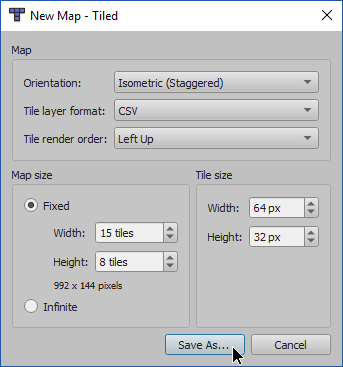 New Map - Tiled
Map
Orientation: Isometric (Staggered)
Tile layer format: CSV
Tile render order: Left Up
Map size
Fixed
Width: 15 tiles
Height: 8 tiles
992 x 144 pixels
Infinite
Tile size
Width: 64 px
Height: 32 px
Save As... Cancel